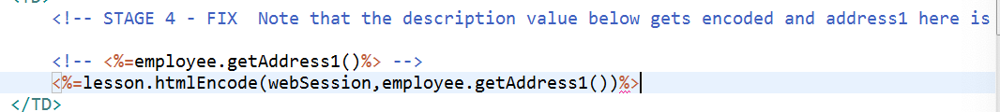 <!-- STAGE 4 - FIX  Note that the description value below gets encoded and address1 here is
<!-- <%=employee.getAddress1()%> -->
<%=lesson.htmlEncode(webSession,employee.getAddress1())%>
</TD>